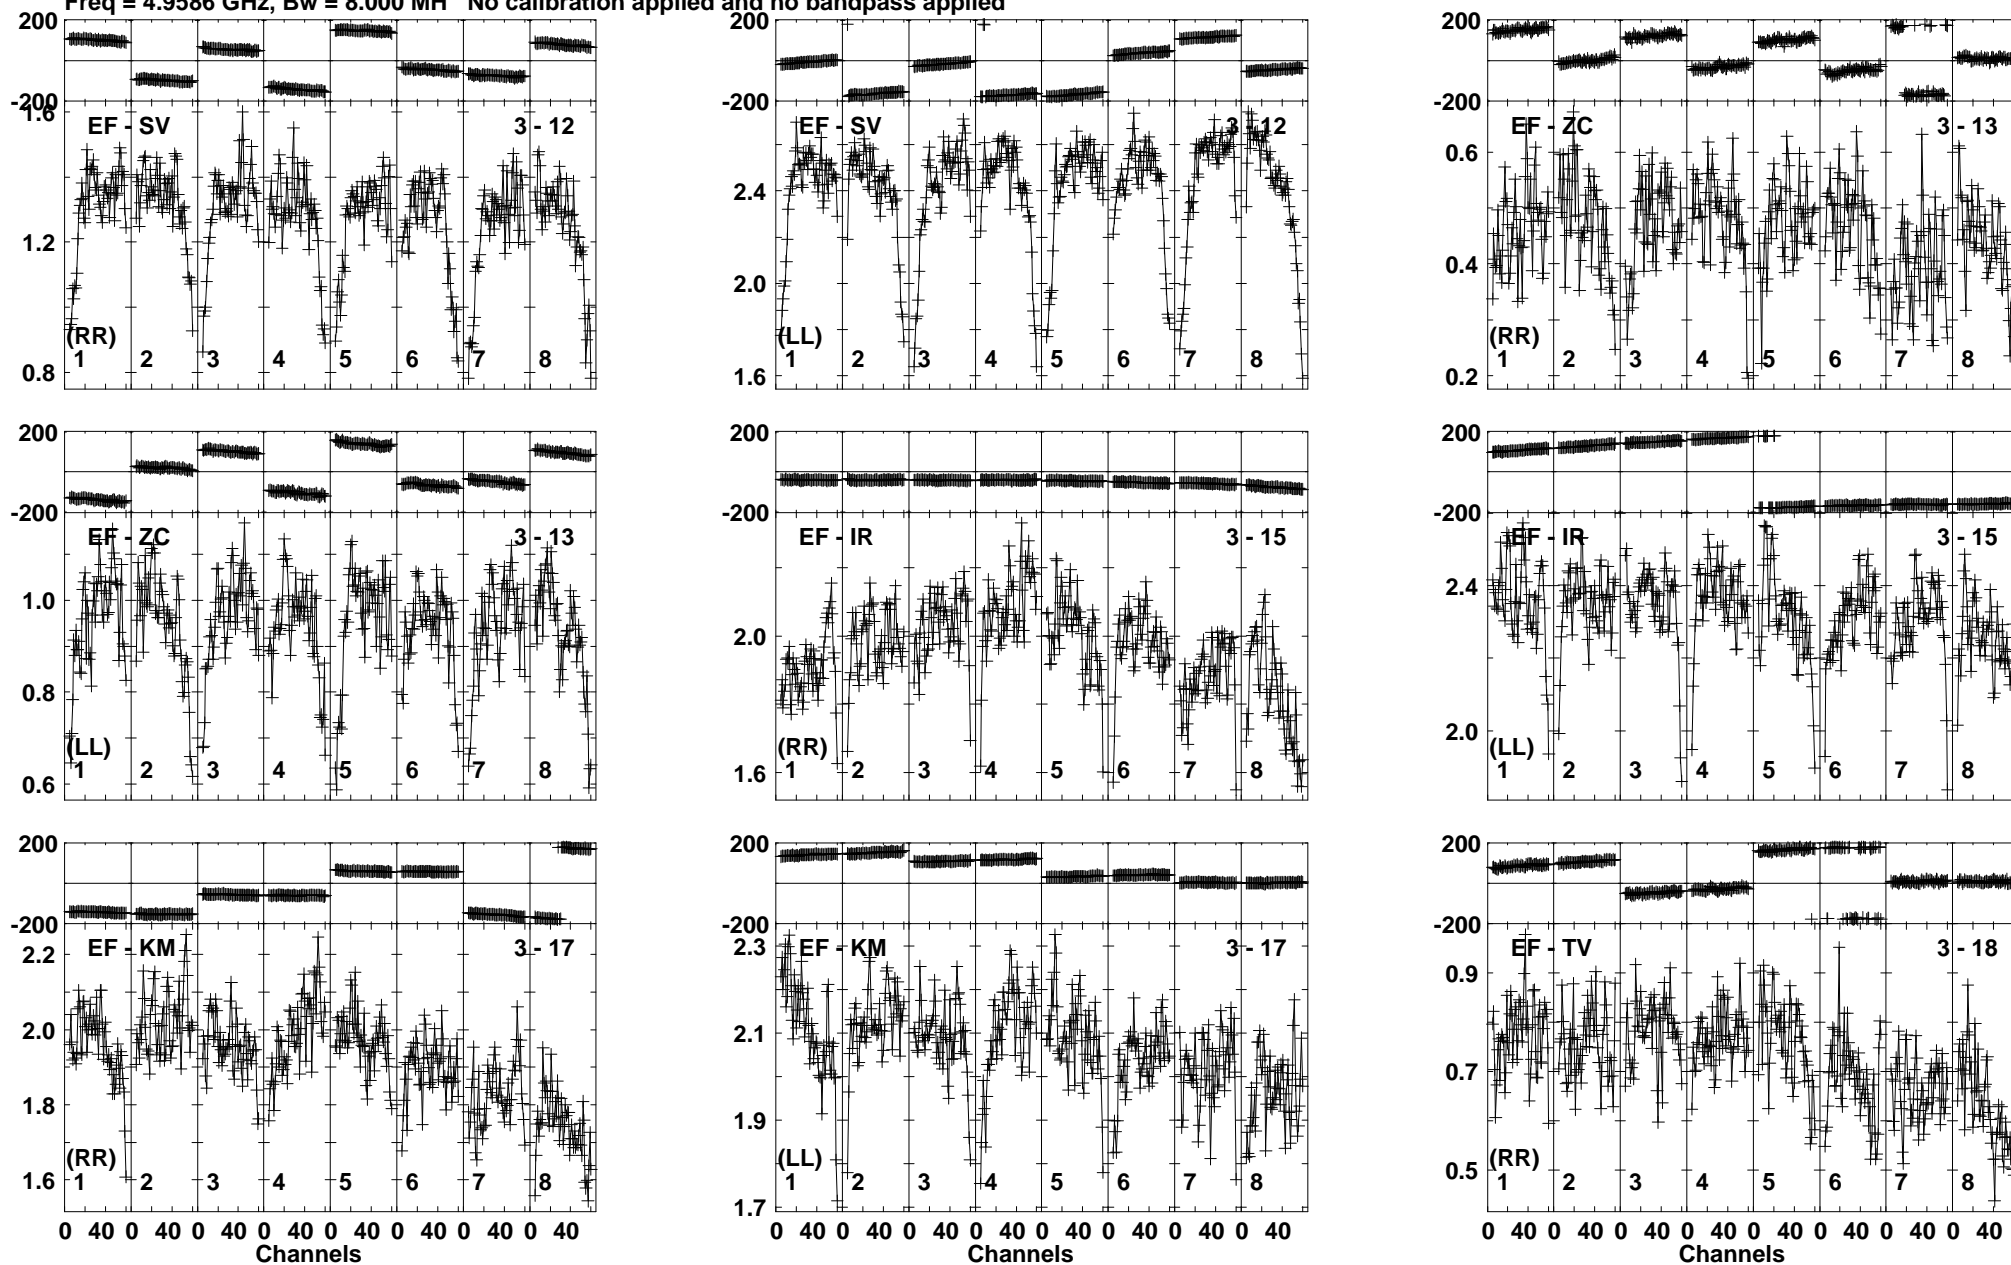 Freq = 4.9586 GHz, Bw = 8.000 MH No calibration applied and no bandpass applied
200
-200
1.6
1.2
0.8
EF - SV
3 - 12
(RR)
1 2 3 4 5 6 7 8
200
-200
2.4
2.0
1.6
EF - SV
3 - 12
(LL)
1 2 3 4 5 6 7 8
200
-200
0.6
0.4
0.2
EF - ZC
3 - 13
(RR)
1 2 3 4 5 6 7 8
200
-200
1.0
0.8
0.6
EF - ZC
3 - 13
(LL)
1 2 3 4 5 6 7 8
200
-200
2.0
1.6
EF - IR
3 - 15
(RR)
1 2 3 4 5 6 7 8
200
-200
2.4
2.0
EF - IR
3 - 15
(LL)
1 2 3 4 5 6 7 8
200
-200
2.2
2.0
1.8
1.6
EF - KM
3 - 17
(RR)
1 2 3 4 5 6 7 8
0 40 0 40 0 40 0 40 0 40 0 40 0 40 0 40
Channels
200
-200
2.3
2.1
1.9
1.7
EF - KM
3 - 17
(LL)
1 2 3 4 5 6 7 8
0 40 0 40 0 40 0 40 0 40 0 40 0 40 0 40
Channels
200
-200
0.9
0.7
0.5
EF - TV
3 - 18
(RR)
1 2 3 4 5 6 7 8
0 40 0 40 0 40 0 40 0 40 0 40 0 40 0 40
Channels